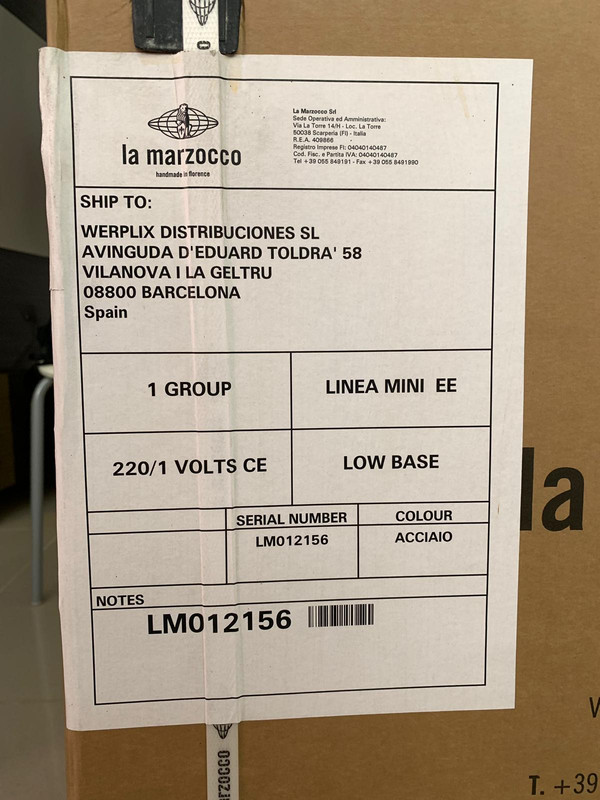 la marzocco
handmade in florence
La Marzocco Srl
Sede Operativa ed Amministrativa:
Via La Torre 14/H - Loc. La Torre
50038 Scarperia (FI) - Italia
R.E.A. 409866
Registro Imprese FI: 04040140487
Cod. Fisc. e Partita IVA: 04040140487
Tel +39 055 849191 - Fax +39 055 8491990
SHIP TO:
WERPLIX DISTRIBUCIONES SL
AVINGUDA D'EDUARD TOLDRA' 58
VILANOVA I LA GELTRU
08800 BARCELONA
Spain
1 GROUP
LINEA MINI EE
220/1 VOLTS CE
LOW BASE
SERIAL NUMBER
COLOUR
LM012156
ACCIAIO
NOTES
LM012156
la
T. +39